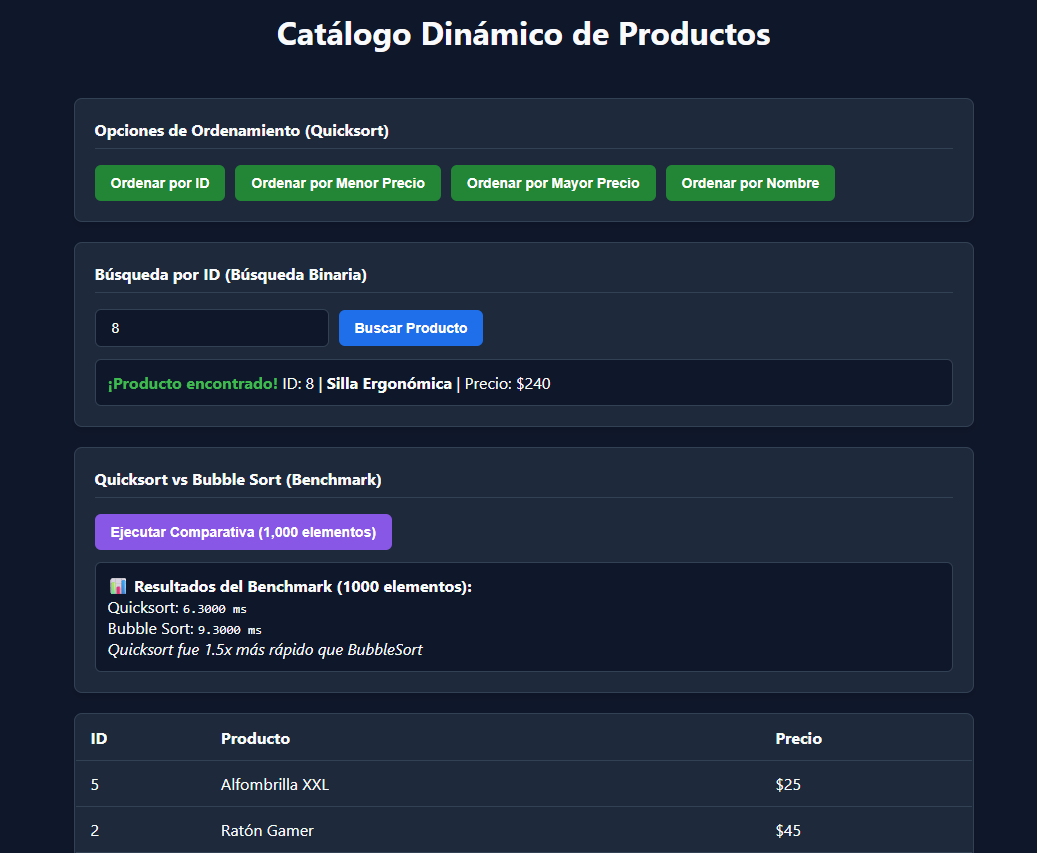 Catálogo Dinámico de Productos
Opciones de Ordenamiento (Quicksort)
Ordenar por ID Ordenar por Menor Precio Ordenar por Mayor Precio Ordenar por Nombre
Búsqueda por ID (Búsqueda Binaria)
8 Buscar Producto
¡Producto encontrado! ID: 8 | Silla Ergonómica | Precio: $240
Quicksort vs Bubble Sort (Benchmark)
Ejecutar Comparativa (1,000 elementos)
📊 Resultados del Benchmark (1000 elementos):
Quicksort: 6.3000 ms
Bubble Sort: 9.3000 ms
Quicksort fue 1.5x más rápido que BubbleSort
ID Producto Precio
5 Alfombrilla XXL $25
2 Ratón Gamer $45